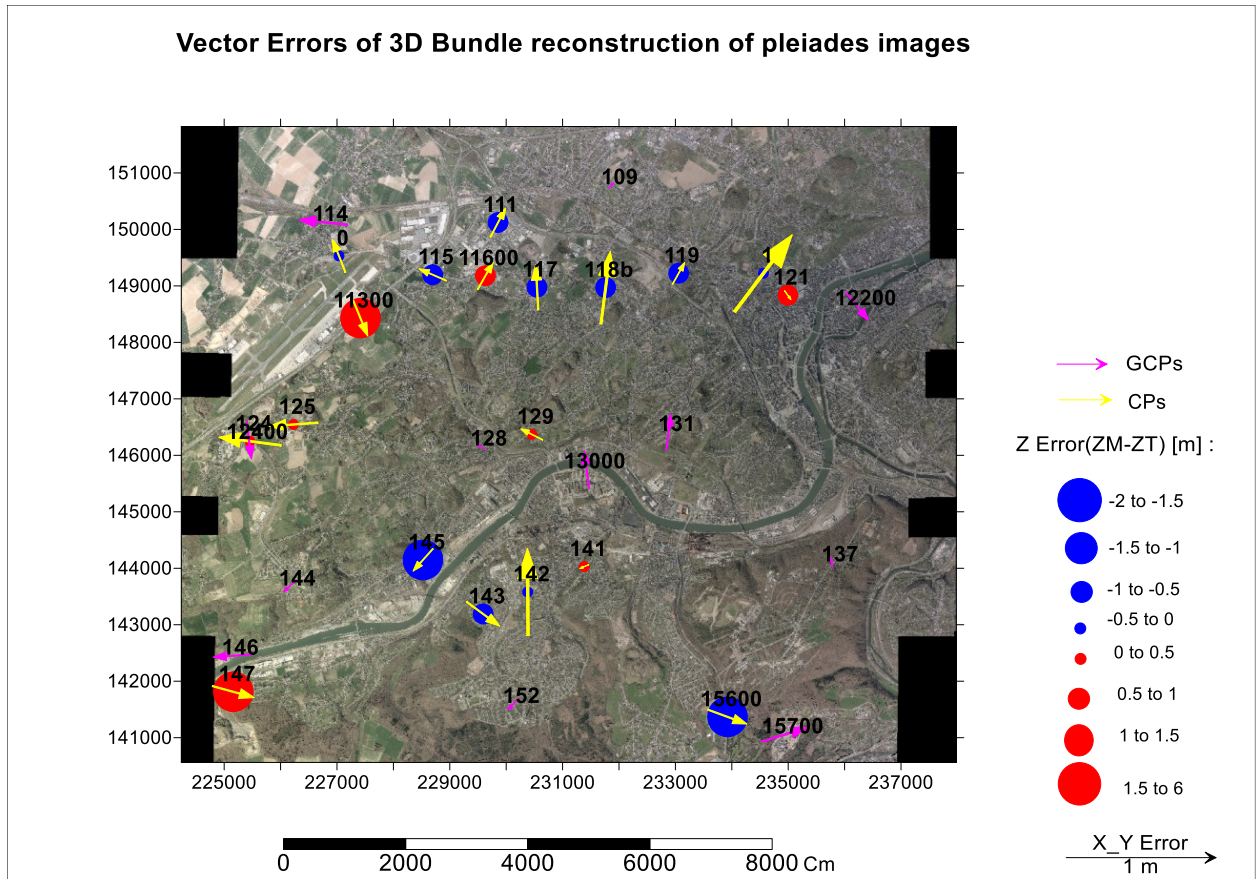 Vector Errors of 3D Bundle reconstruction of pleiades images
151000
150000
149000
148000
147000
146000
145000
144000
143000
142000
141000
109
114
111
0
115
11600
117
118b
119
121
12200
11300
125
124
12400
129
128
131
13000
145
141
142
137
144
143
146
147
152
15600
15700
225000 227000 229000 231000 233000 235000 237000
0 2000 4000 6000 8000 Cm
GCPs
CPs
Z Error(ZM-ZT) [m] :
-2 to -1.5
-1.5 to -1
-1 to -0.5
-0.5 to 0
0 to 0.5
0.5 to 1
1 to 1.5
1.5 to 6
X_Y Error
1 m